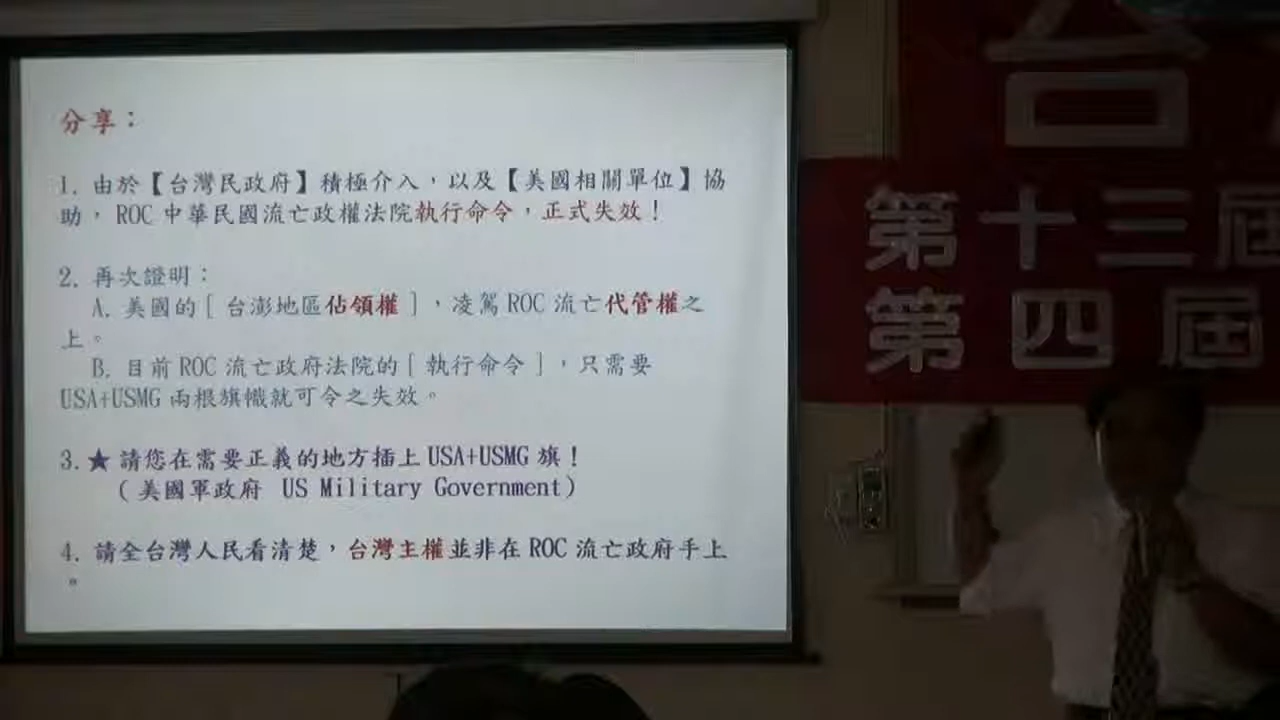 分享：
1. 由於【台灣民政府】積極介入，以及【美國相關單位】協
助，ROC 中華民國流亡政權法院執行命令，正式失效！
2. 再次證明：
A. 美國的［台澎地區佔領權］，凌駕 ROC 流亡代管權之
上。
B. 目前 ROC 流亡政府法院的［執行命令］，只需要
USA+USMG 兩根旗幟就可令之失效。
3. ★ 請您在需要正義的地方插上 USA+USMG 旗！
(美國軍政府 US Military Government)
4. 請全台灣人民看清楚，台灣主權並非在 ROC 流亡政府手上
。
台
第十三屆
第四屆